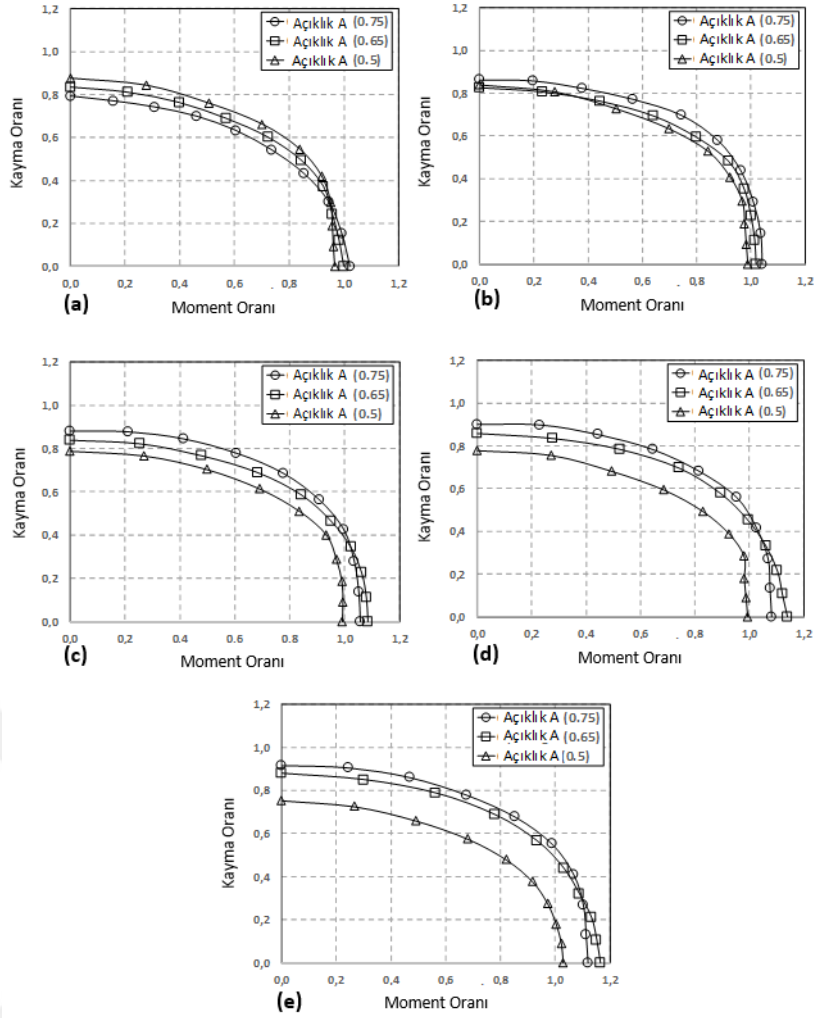 1,2
1,0
0,8
0,6
0,4
0,2
0,0
Kayma Oranı
Açıklık A (0.75)
Açıklık A (0.65)
Açıklık A (0.5)
0,0 0,2 0,4 0,6 0,8 1,0 1,2
(a) Moment Oranı
1,2
1,0
0,8
0,6
0,4
0,2
0,0
Kayma Oranı
Açıklık A (0.75)
Açıklık A (0.65)
Açıklık A (0.5)
0,0 0,2 0,4 0,6 0,8 1,0 1,2
(b) Moment Oranı
1,2
1,0
0,8
0,6
0,4
0,2
0,0
Kayma Oranı
Açıklık A (0.75)
Açıklık A (0.65)
Açıklık A (0.5)
0,0 0,2 0,4 0,6 0,8 1,0 1,2
(c) Moment Oranı
1,2
1,0
0,8
0,6
0,4
0,2
0,0
Kayma Oranı
Açıklık A (0.75)
Açıklık A (0.65)
Açıklık A (0.5)
0,0 0,2 0,4 0,6 0,8 1,0 1,2
(d) Moment Oranı
1,2
1,0
0,8
0,6
0,4
0,2
0,0
Kayma Oranı
Açıklık A (0.75)
Açıklık A (0.65)
Açıklık A (0.5)
0,0 0,2 0,4 0,6 0,8 1,0 1,2
(e) Moment Oranı